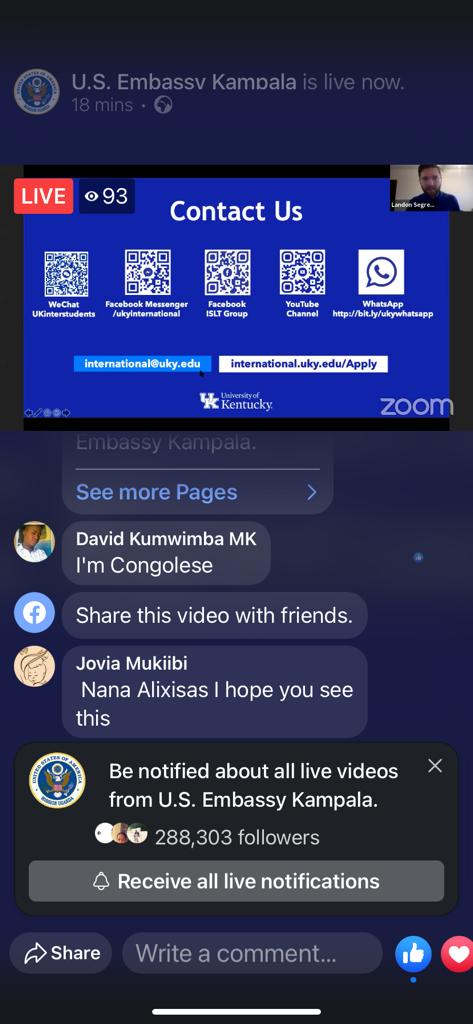 U.S. Embassy Kampala is live now.
18 mins ·
LIVE 93
Landon Segre...
Contact Us
WeChat
UKinterstudents
Facebook Messenger
/ukyinternational
Facebook
ISLT Group
YouTube
Channel
WhatsApp
http://bit.ly/ukywhatsapp
international@uky.edu
international.uky.edu/Apply
UK University of
Kentucky.
zoom
Embassy Kampala.
See more Pages
David Kumwimba MK
I'm Congolese
Share this video with friends.
Jovia Mukiibi
Nana Alixisas I hope you see
this
Be notified about all live videos
from U.S. Embassy Kampala.
288,303 followers
Receive all live notifications
Share
Write a comment...